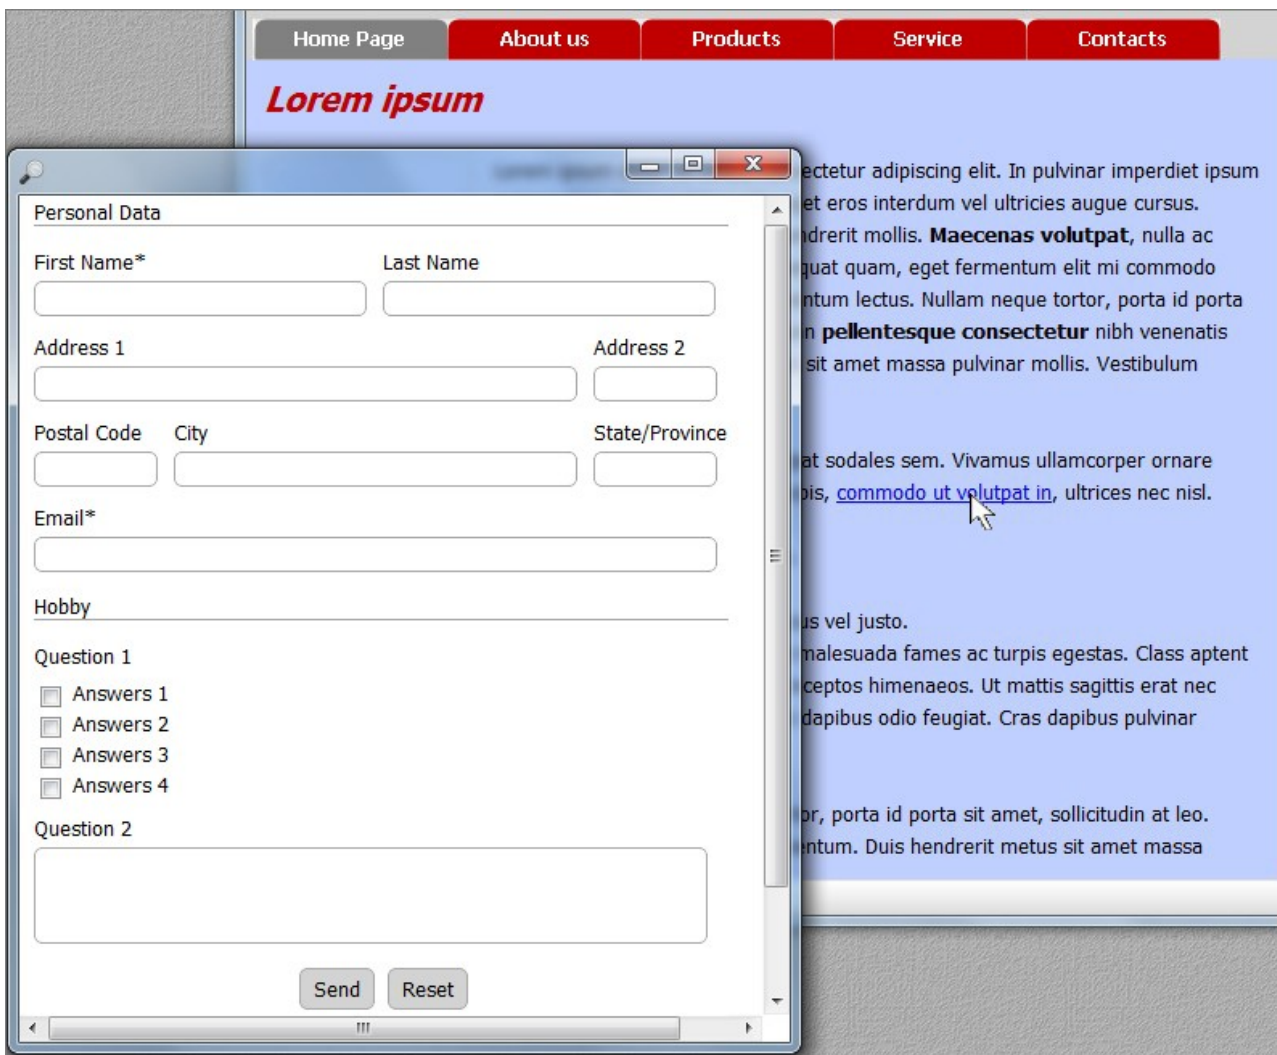 Home Page About us Products Service Contacts
Lorem ipsum
ectetur adipiscing elit. In pulvinar imperdiet ipsum
et eros interdum vel ultricies augue cursus.
ndrerit mollis. Maecenas volutpat, nulla ac
quat quam, eget fermentum elit mi commodo
ntum lectus. Nullam neque tortor, porta id porta
n pellentesque consectetur nibh venenatis
sit amet massa pulvinar mollis. Vestibulum
at sodales sem. Vivamus ullamcorper ornare
pis, commodo ut volutpat in, ultrices nec nisl.
us vel justo.
malesuada fames ac turpis egestas. Class aptent
ceptos himenaeos. Ut mattis sagittis erat nec
dapibus odio feugiat. Cras dapibus pulvinar
or, porta id porta sit amet, sollicitudin at leo.
entum. Duis hendrerit metus sit amet massa
Personal Data
First Name* Last Name
Address 1 Address 2
Postal Code City State/Province
Email*
Hobby
Question 1
Answers 1
Answers 2
Answers 3
Answers 4
Question 2
Send Reset